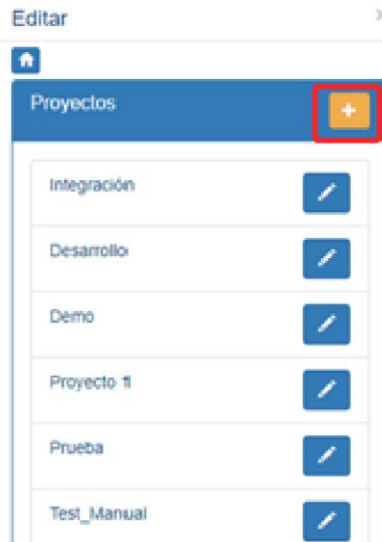 Editar
Proyectos
Integración
Desarrollo
Demo
Proyecto 1
Prueba
Test_Manual